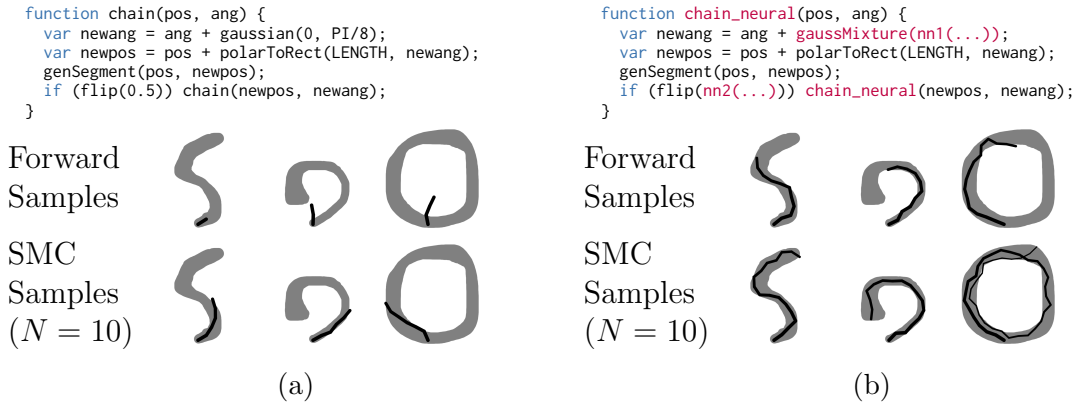 function chain(pos, ang) {
  var newang = ang + gaussian(0, PI/8);
  var newpos = pos + polarToRect(LENGTH, newang);
  genSegment(pos, newpos);
  if (flip(0.5)) chain(newpos, newang);
}
Forward
Samples
SMC
Samples
(N = 10)
(a)
function chain_neural(pos, ang) {
  var newang = ang + gaussMixture(nn1(...));
  var newpos = pos + polarToRect(LENGTH, newang);
  genSegment(pos, newpos);
  if (flip(nn2(...))) chain_neural(newpos, newang);
}
Forward
Samples
SMC
Samples
(N = 10)
(b)